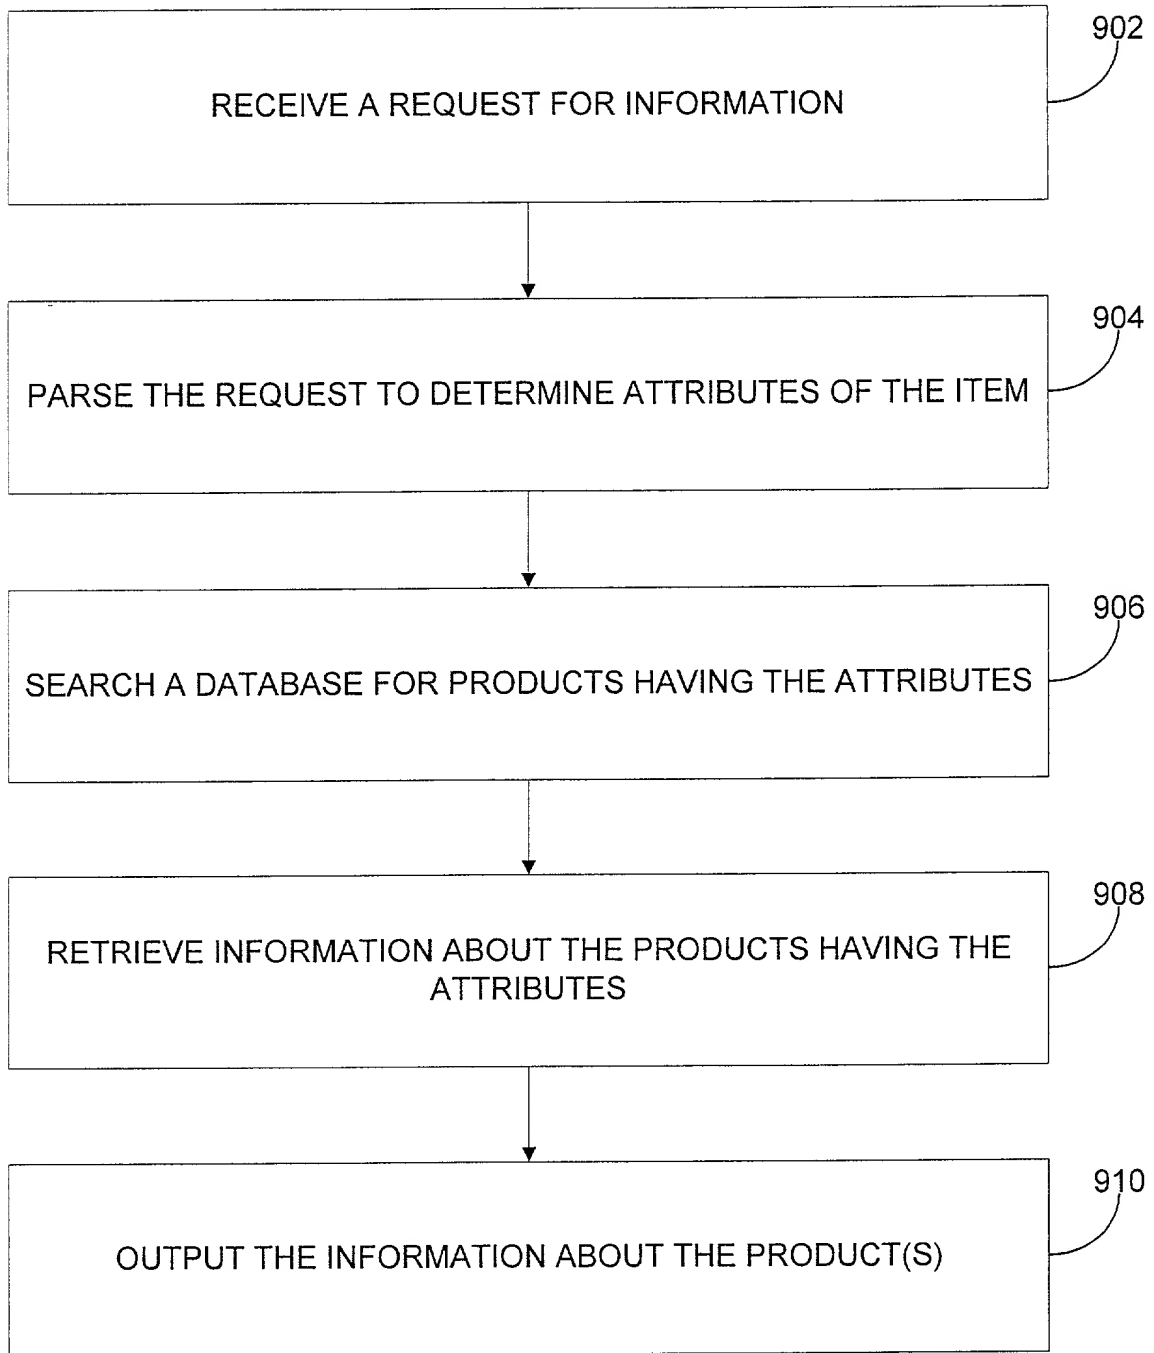 902
RECEIVE A REQUEST FOR INFORMATION
904
PARSE THE REQUEST TO DETERMINE ATTRIBUTES OF THE ITEM
906
SEARCH A DATABASE FOR PRODUCTS HAVING THE ATTRIBUTES
908
RETRIEVE INFORMATION ABOUT THE PRODUCTS HAVING THE
ATTRIBUTES
910
OUTPUT THE INFORMATION ABOUT THE PRODUCT(S)